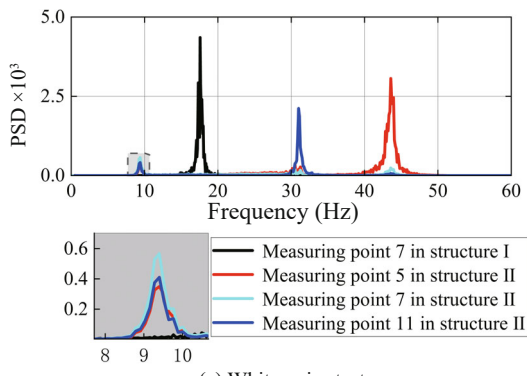 5.0
2.5
0.0
PSD ×10³
0 10 20 30 40 50 60
Frequency (Hz)
0.6
0.4
0.2
8 9 10
Measuring point 7 in structure I
Measuring point 5 in structure II
Measuring point 7 in structure II
Measuring point 11 in structure II